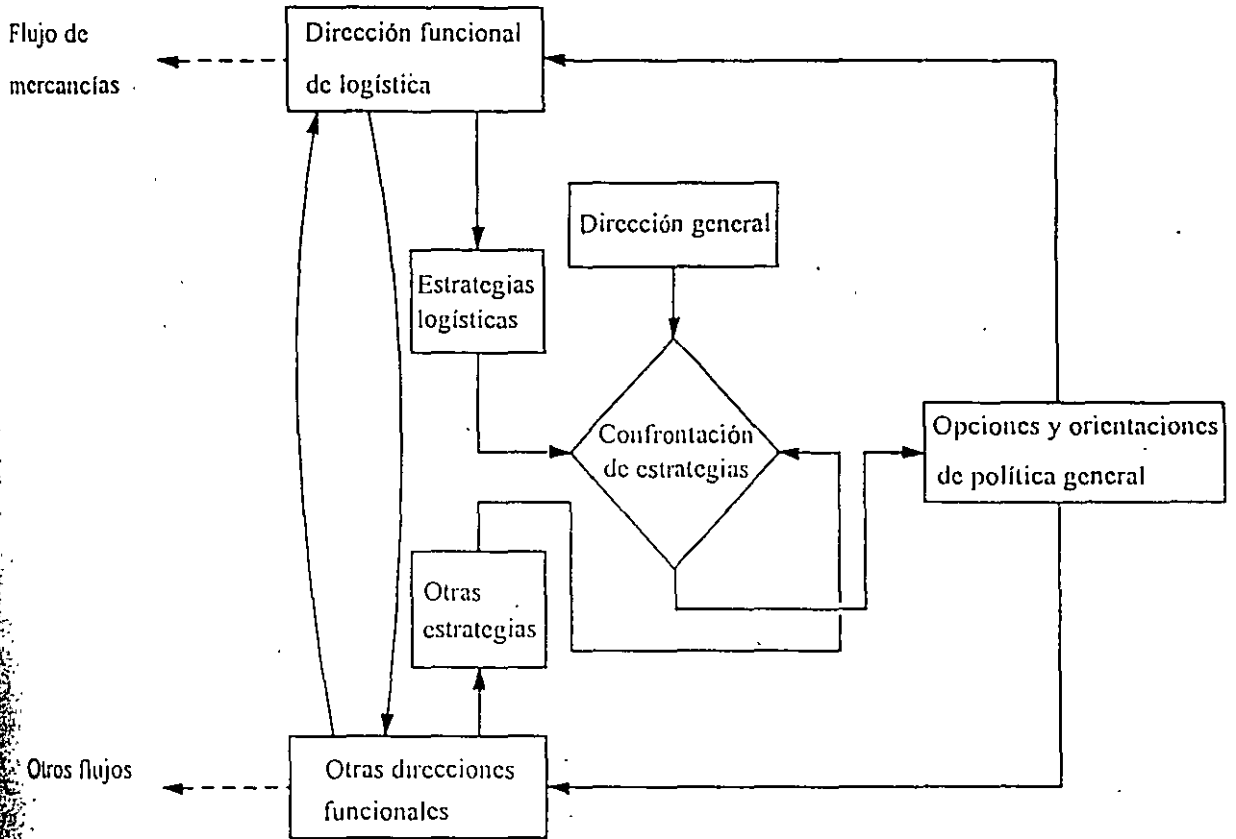 Flujo de
mercancías
Dirección funcional
de logística
Dirección general
Estrategias
logísticas
Confrontación
de estrategias
Opciones y orientaciones
de política general
Otras
estrategias
Otros flujos
Otras direcciones
funcionales